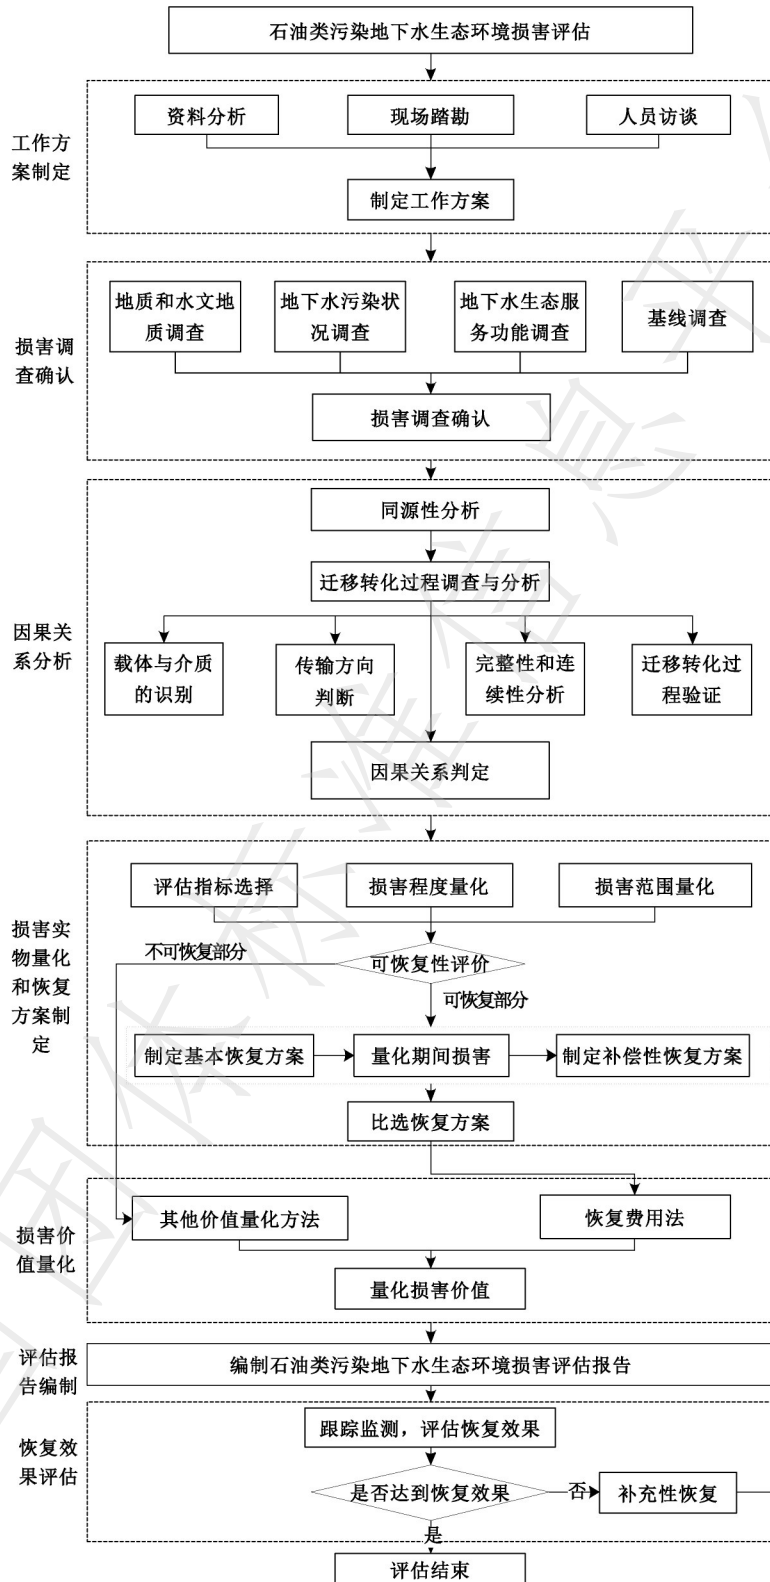 石油类污染地下水生态环境损害评估
工作方
案制定
资料分析
现场踏勘
人员访谈
制定工作方案
损害调
查确认
地质和水文地
质调查
地下水污染状
况调查
地下水生态服
务功能调查
基线调查
损害调查确认
因果关
系分析
同源性分析
迁移转化过程调查与分析
载体与介质
的识别
传输方向
判断
完整性和连
续性分析
迁移转化过
程验证
因果关系判定
损害实
物量化
和恢复
方案制
定
评估指标选择
损害程度量化
损害范围量化
不可恢复部分
可恢复性评价
可恢复部分
制定基本恢复方案
量化期间损害
制定补偿性恢复方案
比选恢复方案
损害价
值量化
其他价值量化方法
恢复费用法
量化损害价值
评估报
告编制
编制石油类污染地下水生态环境损害评估报告
恢复效
果评估
跟踪监测，评估恢复效果
是否达到恢复效果
否
补充性恢复
是
评估结束